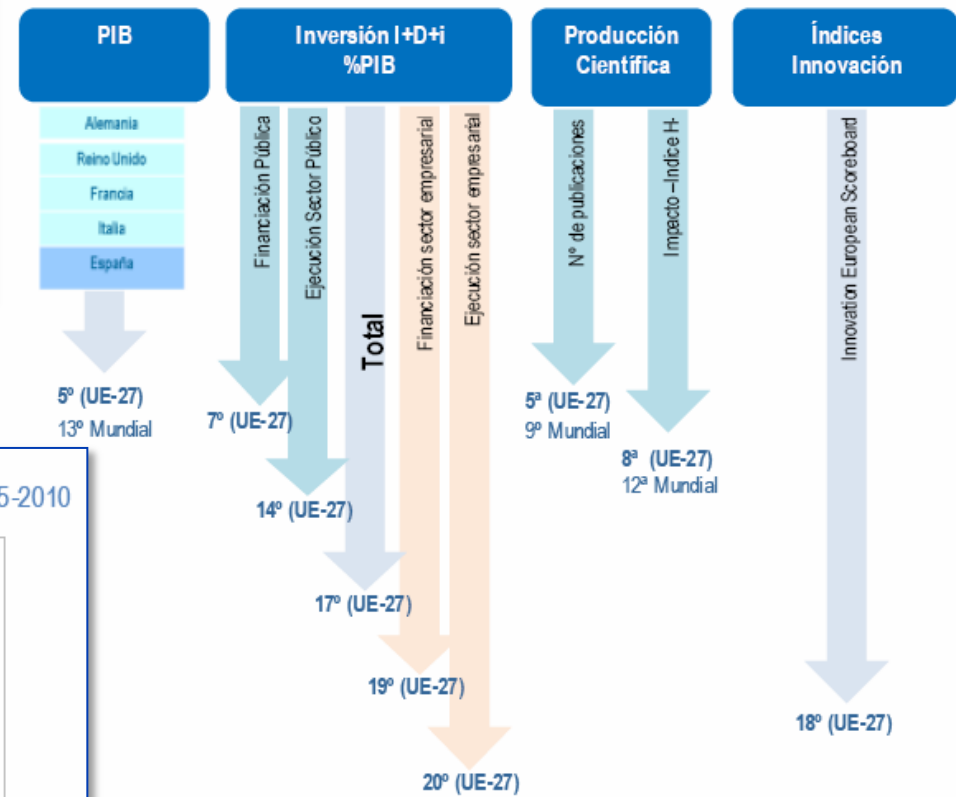 PIB
Inversión I+D+i
%PIB
Producción
Científica
Índices
Innovación
Alemania
Reino Unido
Francia
Italia
España
5º (UE-27)
13º Mundial
Financiación Pública
7º (UE-27)
Ejecución Sector Público
14º (UE-27)
Total
17º (UE-27)
Financiación sector empresarial
19º (UE-27)
Ejecución sector empresarial
20º (UE-27)
Nº de publicaciones
5ª (UE-27)
9º Mundial
Impacto –Indice H-
8ª (UE-27)
12ª Mundial
Innovation European Scoreboard
18º (UE-27)
5-2010